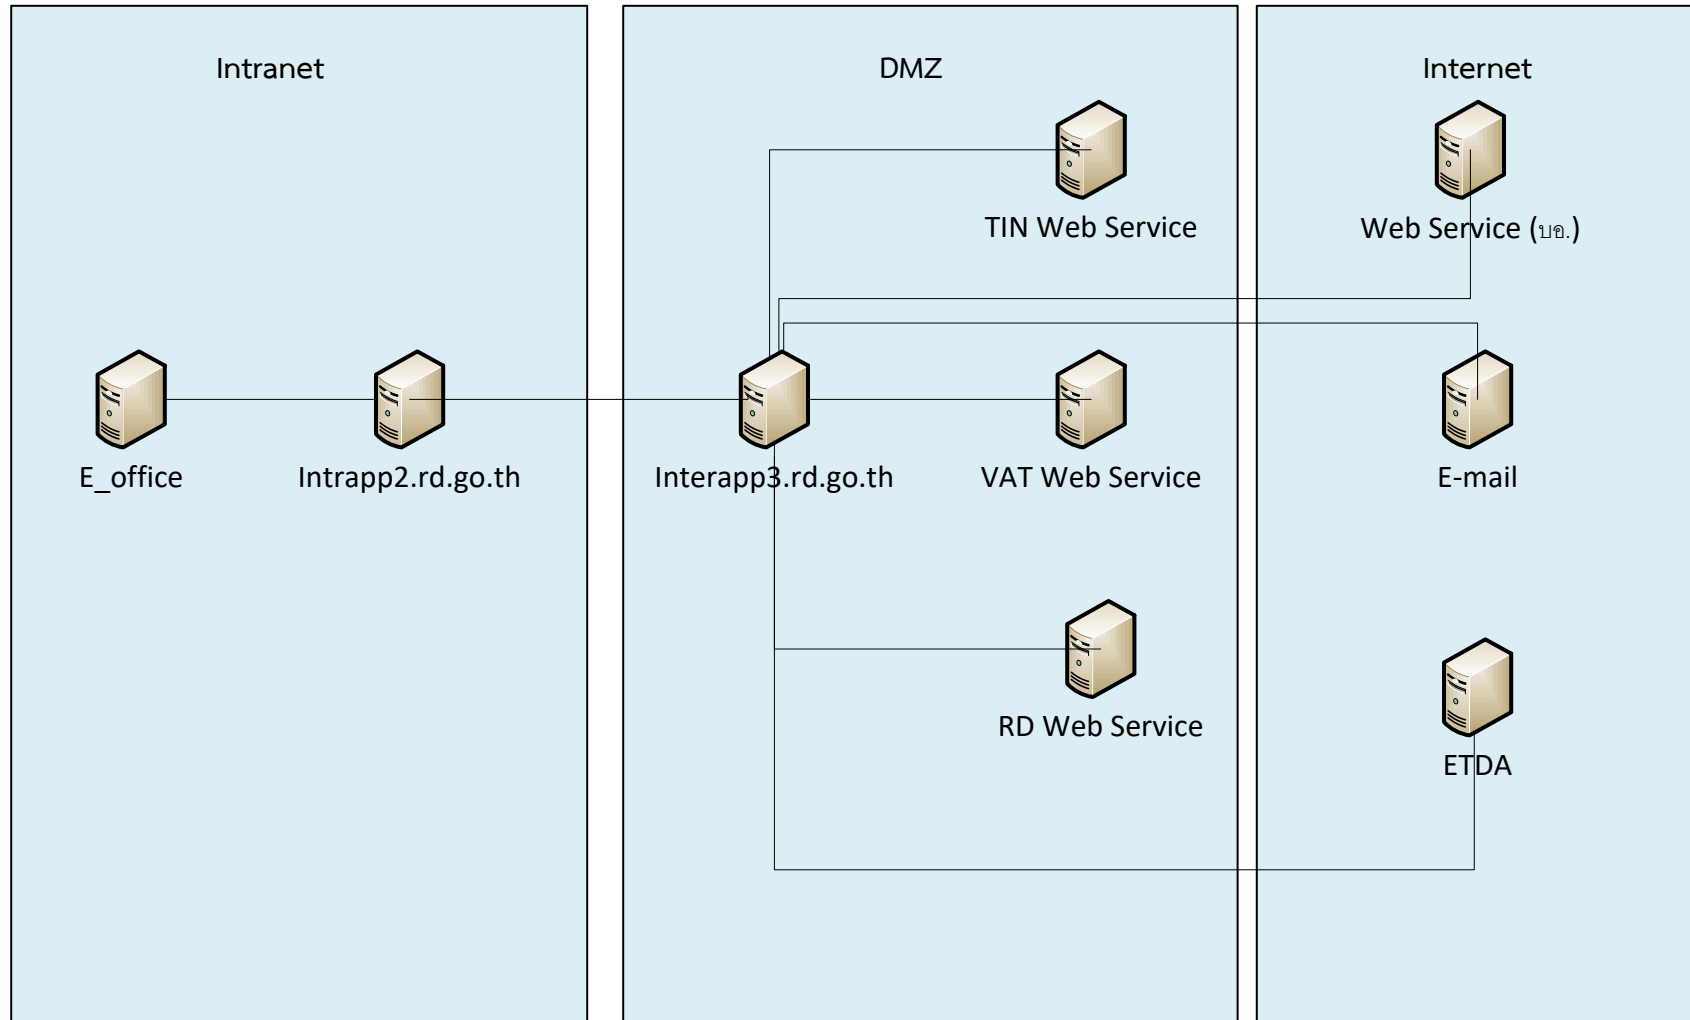 Intranet
DMZ
Internet
TIN Web Service
Web Service (บอ.)
E_office
Intrapp2.rd.go.th
Interapp3.rd.go.th
VAT Web Service
E-mail
RD Web Service
ETDA